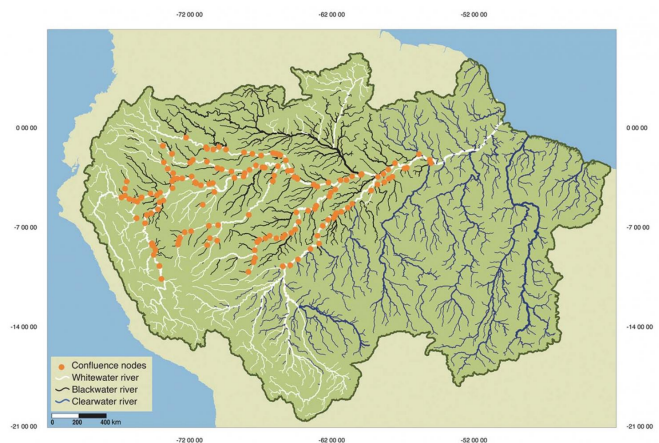 -72 00 00 -62 00 00 -52 00 00
0 00 00 0 00 00
-7 00 00 -7 00 00
-14 00 00 -14 00 00
Confluence nodes
Whitewater river
Blackwater river
Clearwater river
0 200 400 km
-21 00 00 -21 00 00
-72 00 00 -62 00 00 -52 00 00